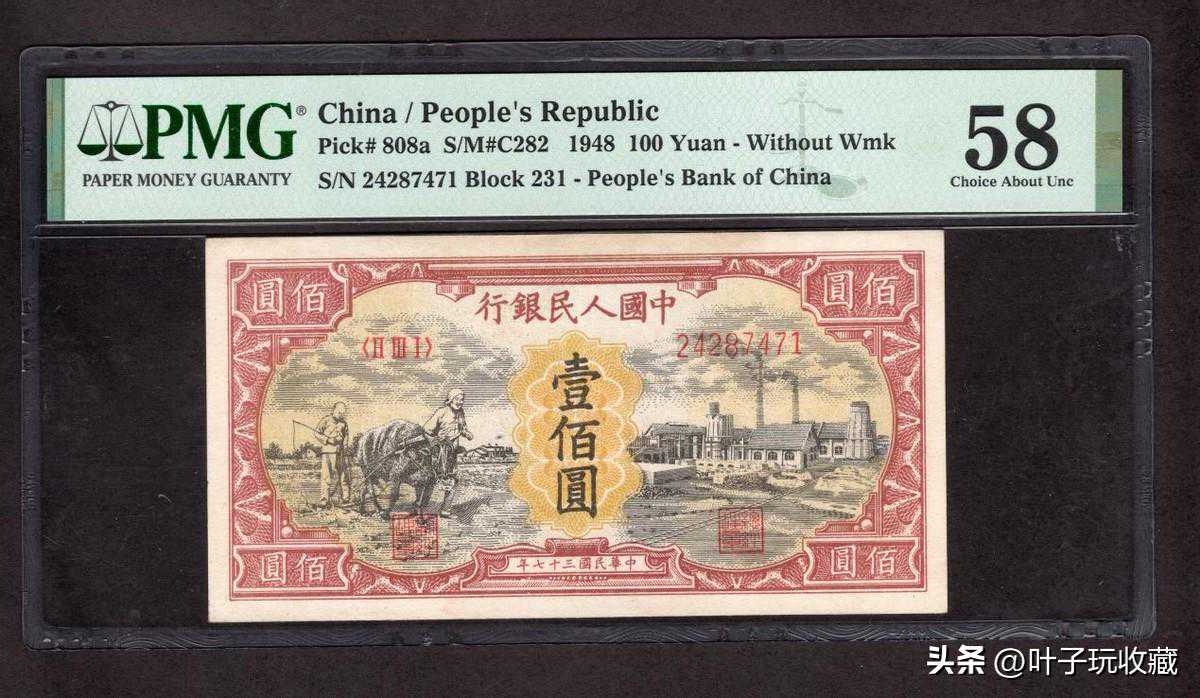 PMG®
PAPER MONEY GUARANTY
China / People's Republic
Pick# 808a S/M#C282 1948 100 Yuan - Without Wmk
S/N 24287471 Block 231 - People's Bank of China
58
Choice About Unc
佰圓
佰圓
中國人民銀行
〈II III I〉
24287471
壹佰圓
佰圓
佰圓
中華民國三十七年
头条 @叶子玩收藏